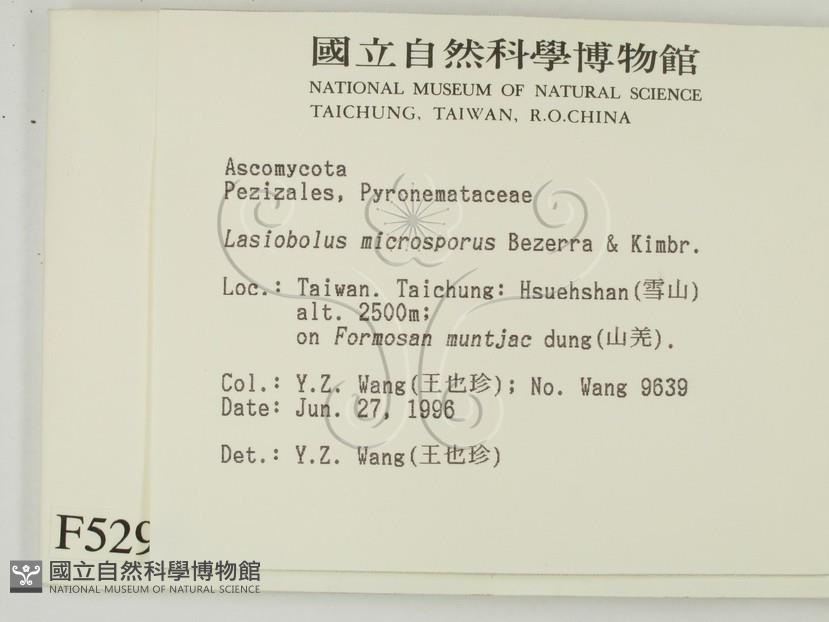 國立自然科學博物館
NATIONAL MUSEUM OF NATURAL SCIENCE
TAICHUNG, TAIWAN, R.O.CHINA
Ascomycota
Pezizales, Pyronemataceae
Lasiobolus microsporus Bezerra & Kimbr.
Loc.: Taiwan. Taichung: Hsuehshan(雪山)
alt. 2500m;
on Formosan muntjac dung(山羌).
Col.: Y.Z. Wang(王也珍); No. Wang 9639
Date: Jun. 27, 1996
Det.: Y.Z. Wang(王也珍)
F529
國立自然科學博物館
NATIONAL MUSEUM OF NATURAL SCIENCE